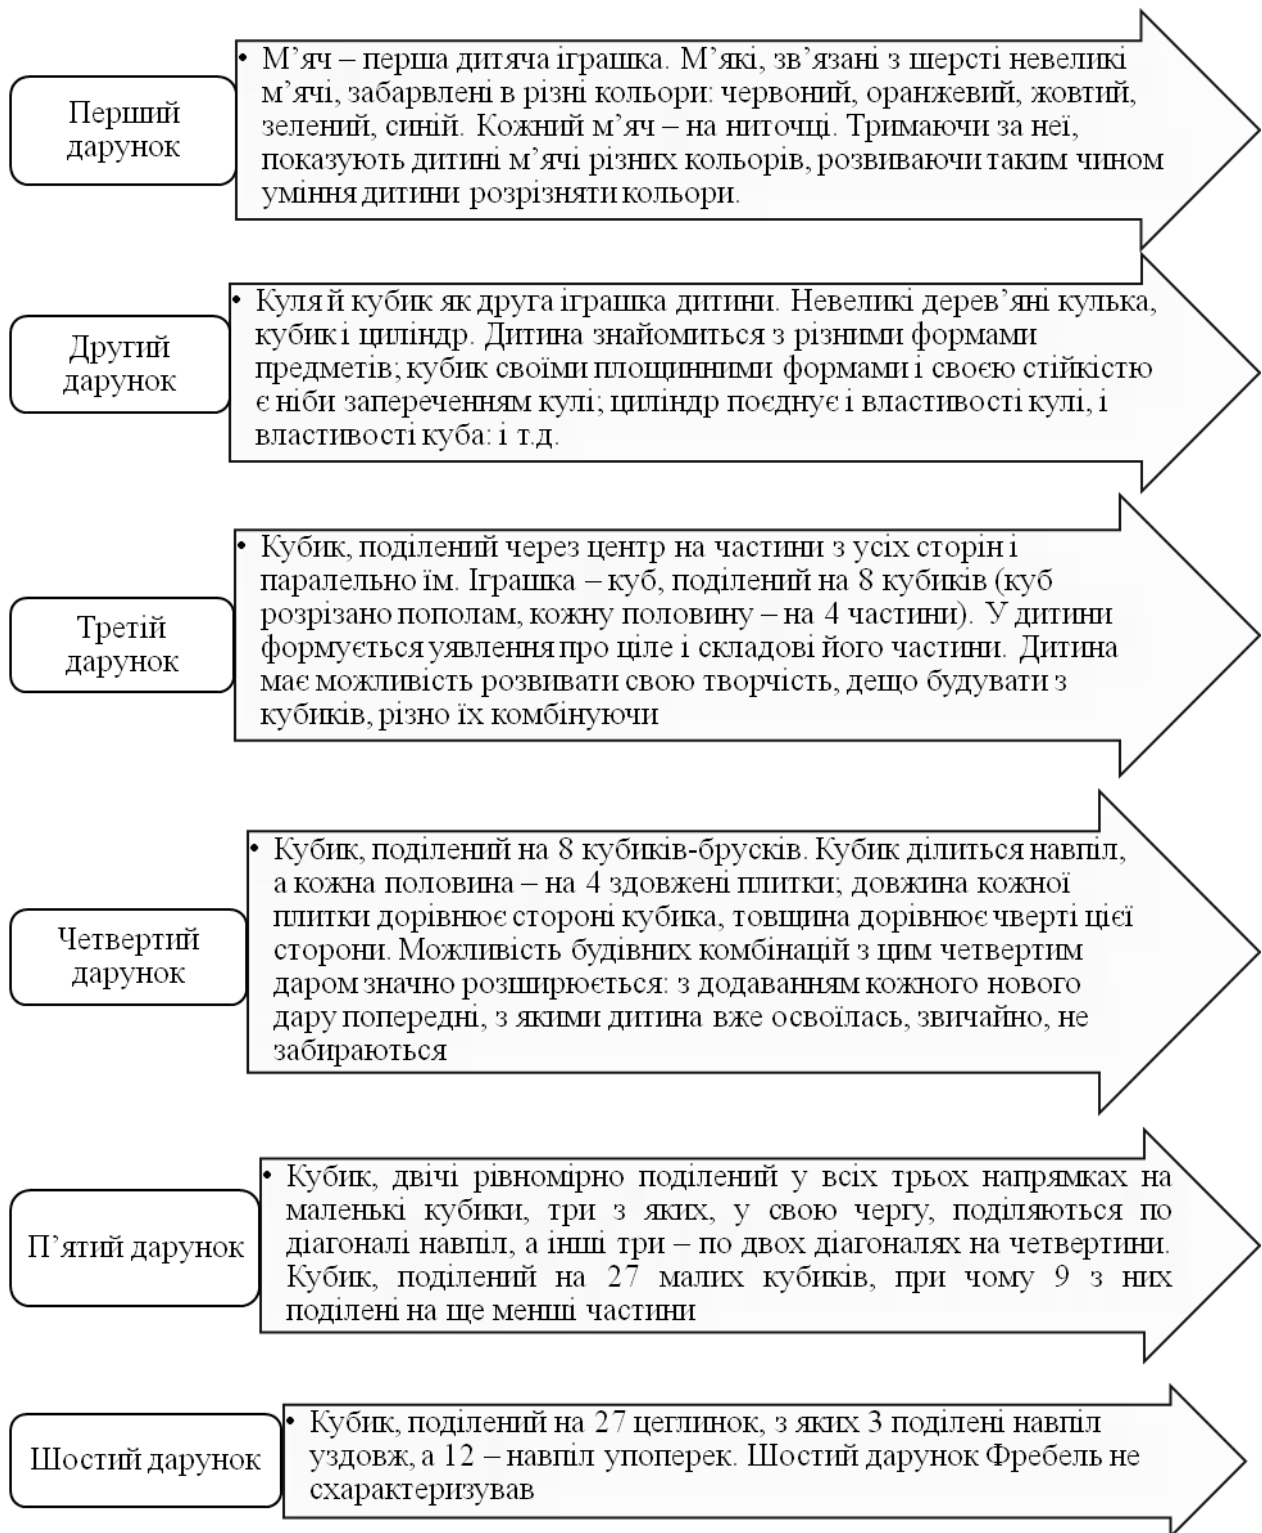 Перший
дарунок
• М’яч – перша дитяча іграшка. М’які, зв’язані з шерсті невеликі
м’ячі, забарвлені в різні кольори: червоний, оранжевий, жовтий,
зелений, синій. Кожний м’яч – на ниточці. Тримаючи за неї,
показують дитині м’ячі різних кольорів, розвиваючи таким чином
уміння дитини розрізняти кольори.
Другий
дарунок
• Куля й кубик як друга іграшка дитини. Невеликі дерев’яні кулька,
кубик і циліндр. Дитина знайомиться з різними формами
предметів; кубик своїми площинними формами і своєю стійкістю
є ніби запереченням кулі; циліндр поєднує і властивості кулі, і
властивості куба: і т.д.
Третій
дарунок
• Кубик, поділений через центр на частини з усіх сторін і
паралельно їм. Іграшка – куб, поділений на 8 кубиків (куб
розрізано пополам, кожну половину – на 4 частини). У дитини
формується уявлення про ціле і складові його частини. Дитина
має можливість розвивати свою творчість, дещо будувати з
кубиків, різно їх комбінуючи
Четвертий
дарунок
• Кубик, поділений на 8 кубиків-брусків. Кубик ділиться навпіл,
а кожна половина – на 4 здовжені плитки; довжина кожної
плитки дорівнює стороні кубика, товщина дорівнює чверті цієї
сторони. Можливість будівних комбінацій з цим четвертим
даром значно розширюється: з додаванням кожного нового
дару попередні, з якими дитина вже освоїлась, звичайно, не
забираються
П’ятий дарунок
• Кубик, двічі рівномірно поділений у всіх трьох напрямках на
маленькі кубики, три з яких, у свою чергу, поділяються по
діагоналі навпіл, а інші три – по двох діагоналях на четвертини.
Кубик, поділений на 27 малих кубиків, при чому 9 з них
поділені на ще менші частини
Шостий дарунок
• Кубик, поділений на 27 цеглинок, з яких 3 поділені навпіл
уздовж, а 12 – навпіл упоперек. Шостий дарунок Фребель не
схарактеризував